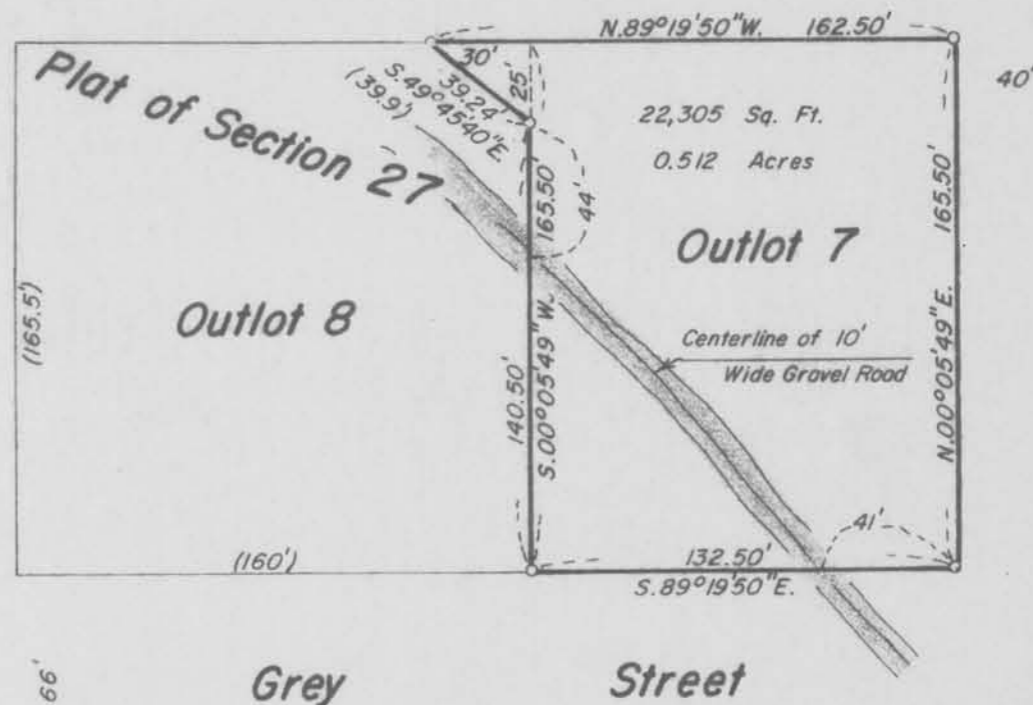 N.89°19'50"W. 162.50'
40'
Plat of Section 27
30'
25'
39.24'
S.49°45'40"E.
(39.9')
22,305 Sq. Ft.
0.512 Acres
165.50'
44'
Outlot 7
N.00°05'49"E. 165.50'
(165.5')
Outlot 8
140.50'
S.00°05'49"W.
Centerline of 10'
Wide Gravel Road
41'
(160')
132.50'
S.89°19'50"E.
66'
Grey Street